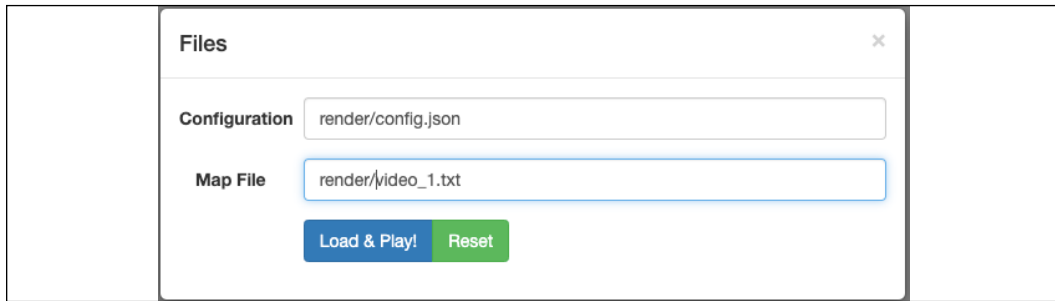 Files ×
Configuration render/config.json
Map File render/video_1.txt
Load & Play! Reset